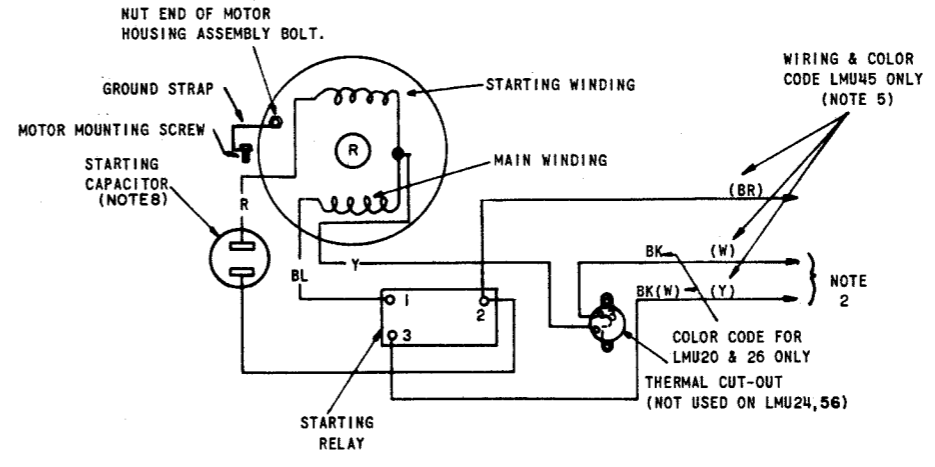 NUT END OF MOTOR
HOUSING ASSEMBLY BOLT.
GROUND STRAP
MOTOR MOUNTING SCREW
STARTING
CAPACITOR
(NOTE8)
STARTING WINDING
R
MAIN WINDING
WIRING & COLOR
CODE LMU45 ONLY
(NOTE 5)
R
(BR)
BL
Y
BK
(W)
BK(W)
(Y)
NOTE
2
1
2
3
COLOR CODE FOR
LMU20 & 26 ONLY
THERMAL CUT-OUT
(NOT USED ON LMU24,56)
STARTING
RELAY